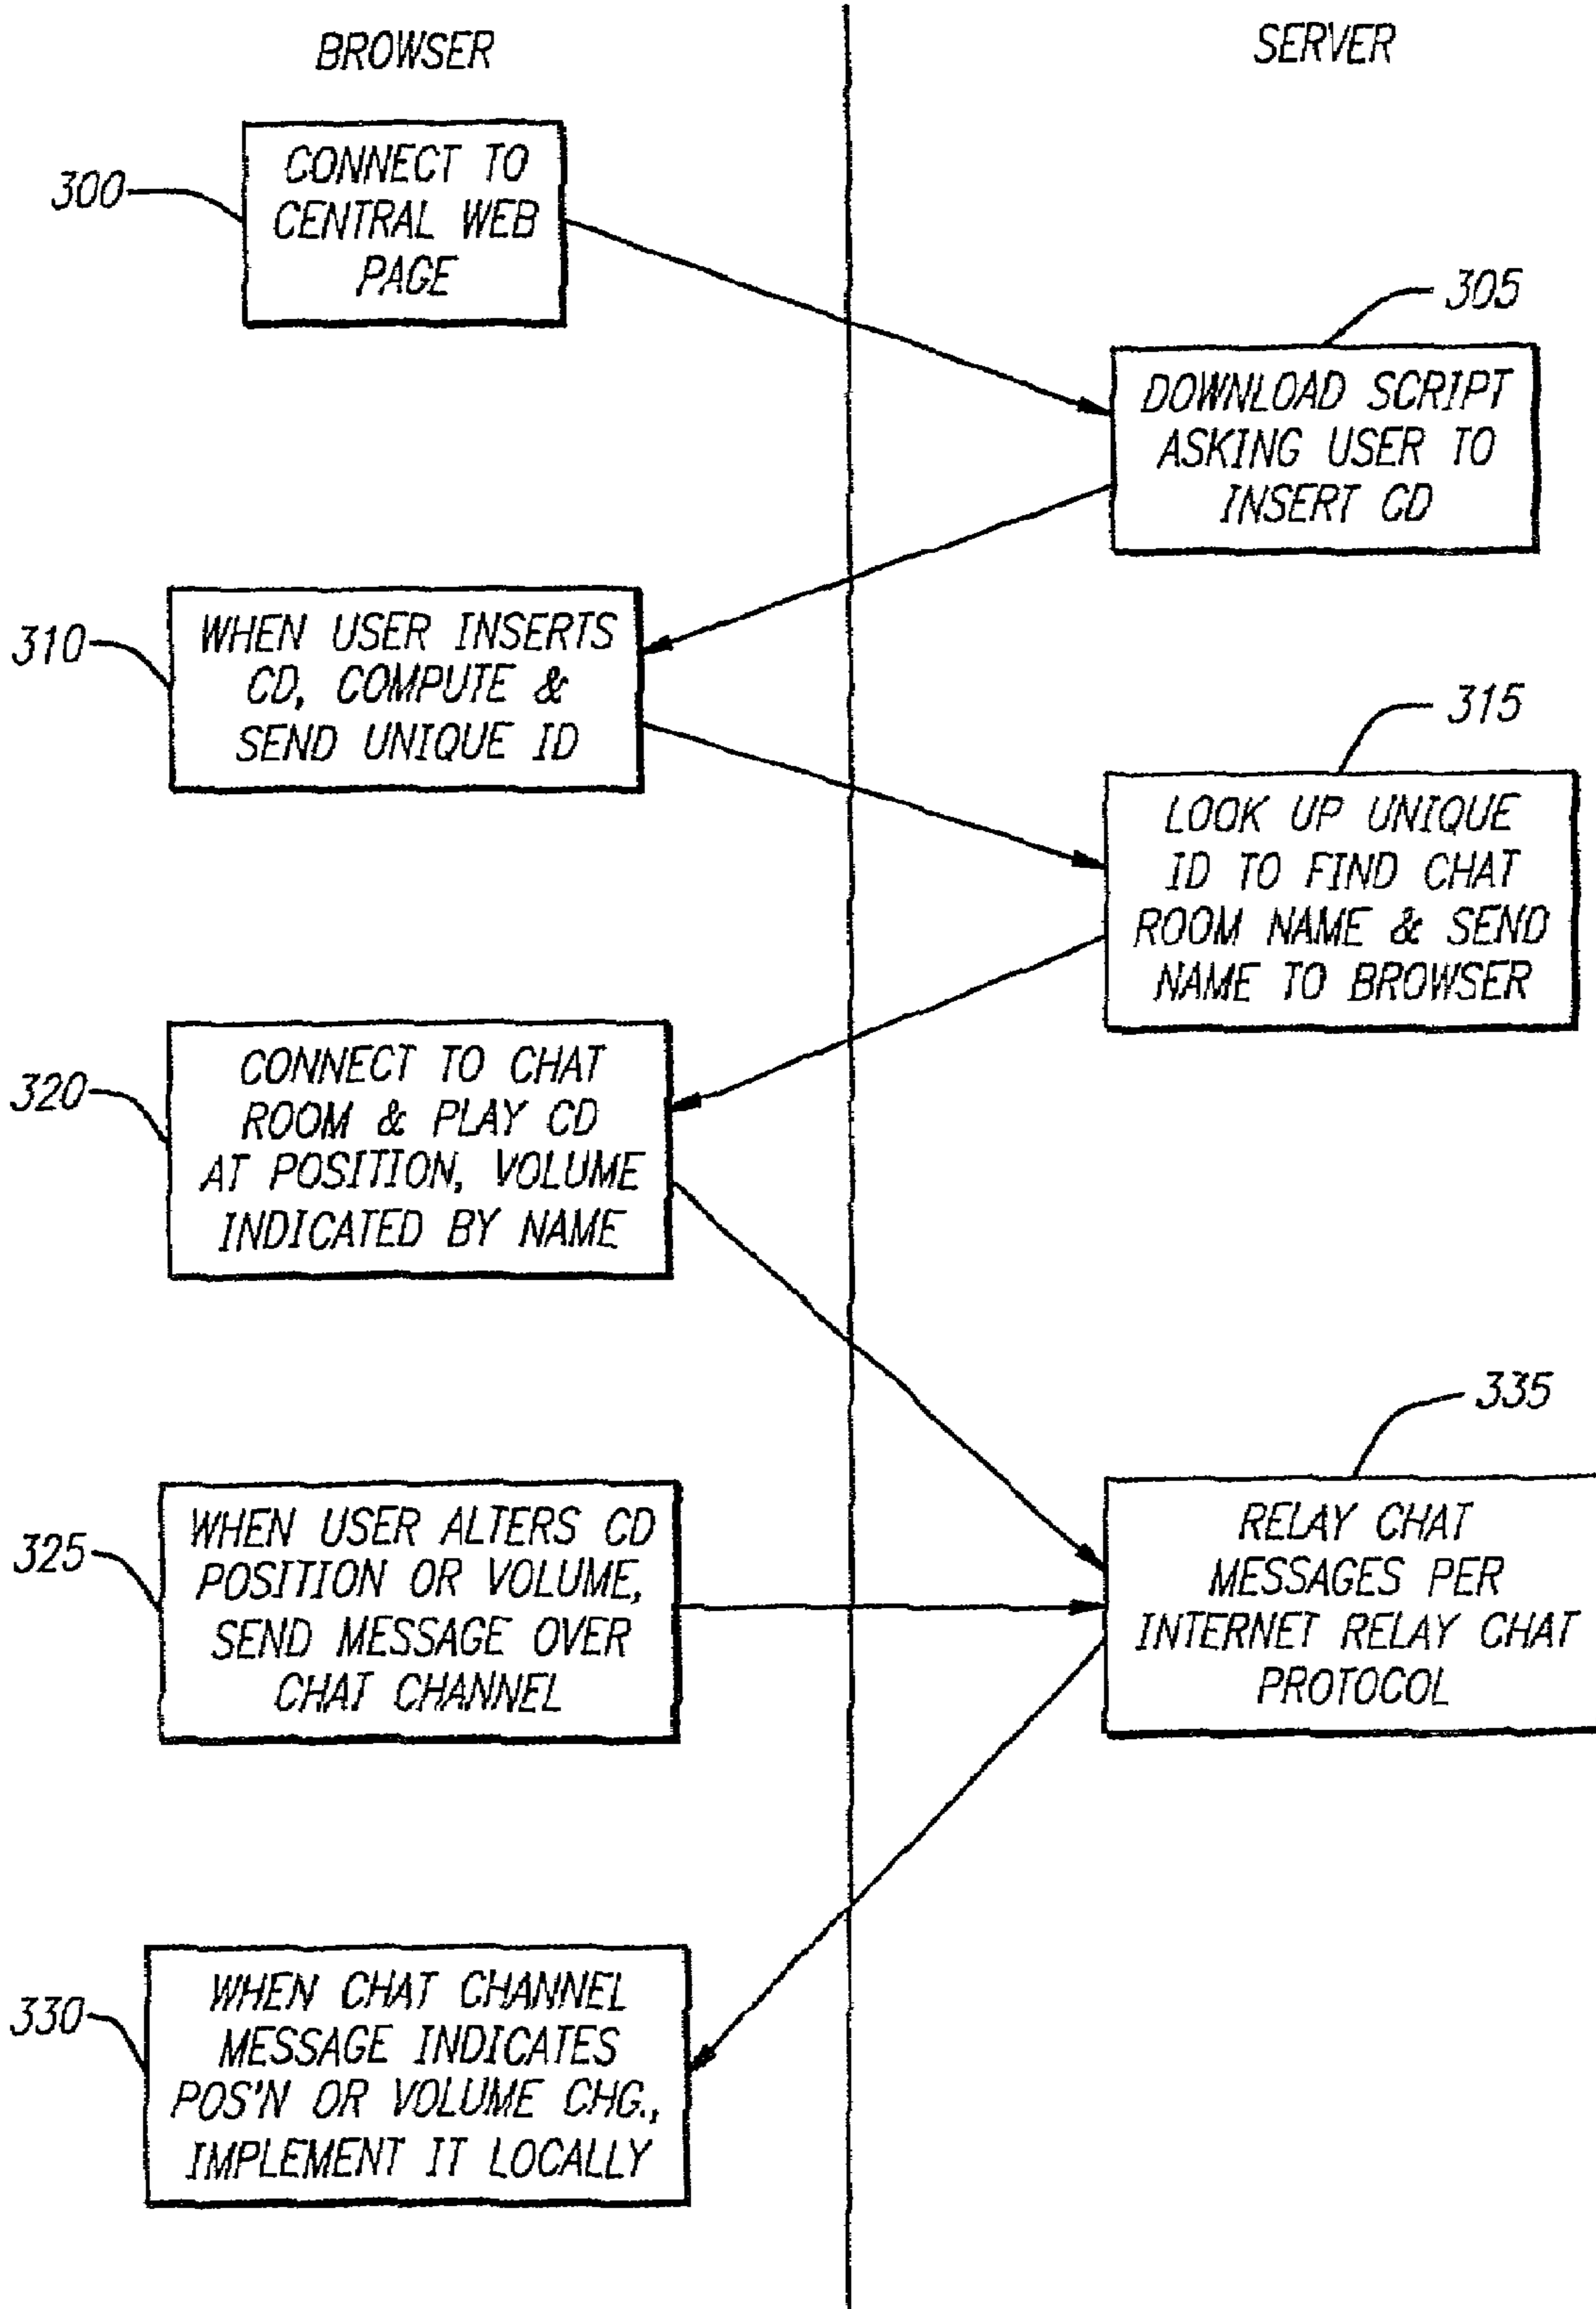 BROWSER
SERVER
300
CONNECT TO
CENTRAL WEB
PAGE
305
DOWNLOAD SCRIPT
ASKING USER TO
INSERT CD
310
WHEN USER INSERTS
CD, COMPUTE &
SEND UNIQUE ID
315
LOOK UP UNIQUE
ID TO FIND CHAT
ROOM NAME & SEND
NAME TO BROWSER
320
CONNECT TO CHAT
ROOM & PLAY CD
AT POSITION, VOLUME
INDICATED BY NAME
325
WHEN USER ALTERS CD
POSITION OR VOLUME,
SEND MESSAGE OVER
CHAT CHANNEL
335
RELAY CHAT
MESSAGES PER
INTERNET RELAY CHAT
PROTOCOL
330
WHEN CHAT CHANNEL
MESSAGE INDICATES
POS'N OR VOLUME CHG.,
IMPLEMENT IT LOCALLY